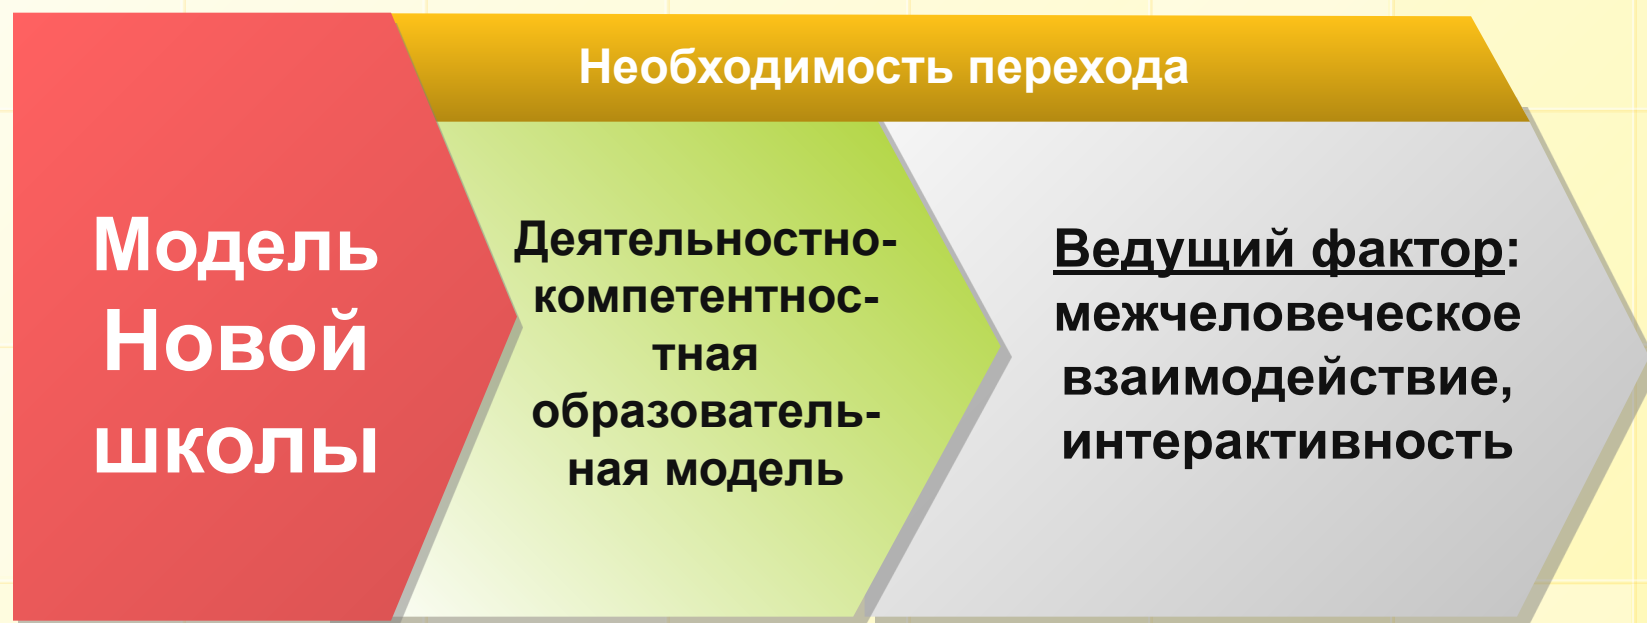 Необходимость перехода
Модель
Новой
школы
Деятельностно-
компетентнос-
тная
образователь-
ная модель
Ведущий фактор:
межчеловеческое
взаимодействие,
интерактивность